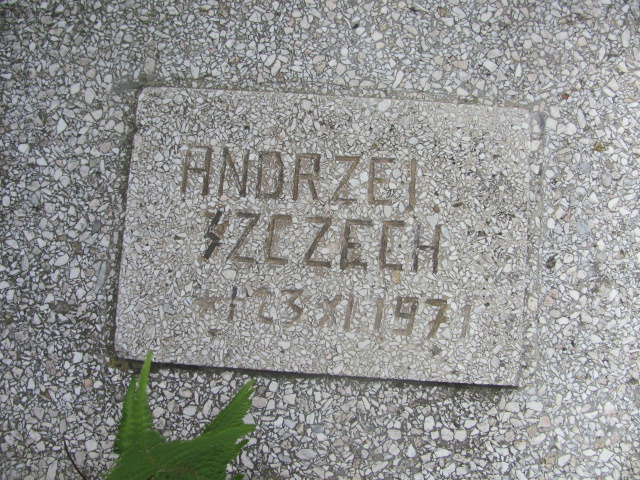 ANDRZEJ
SZCZECH
* † 23 XI 1971